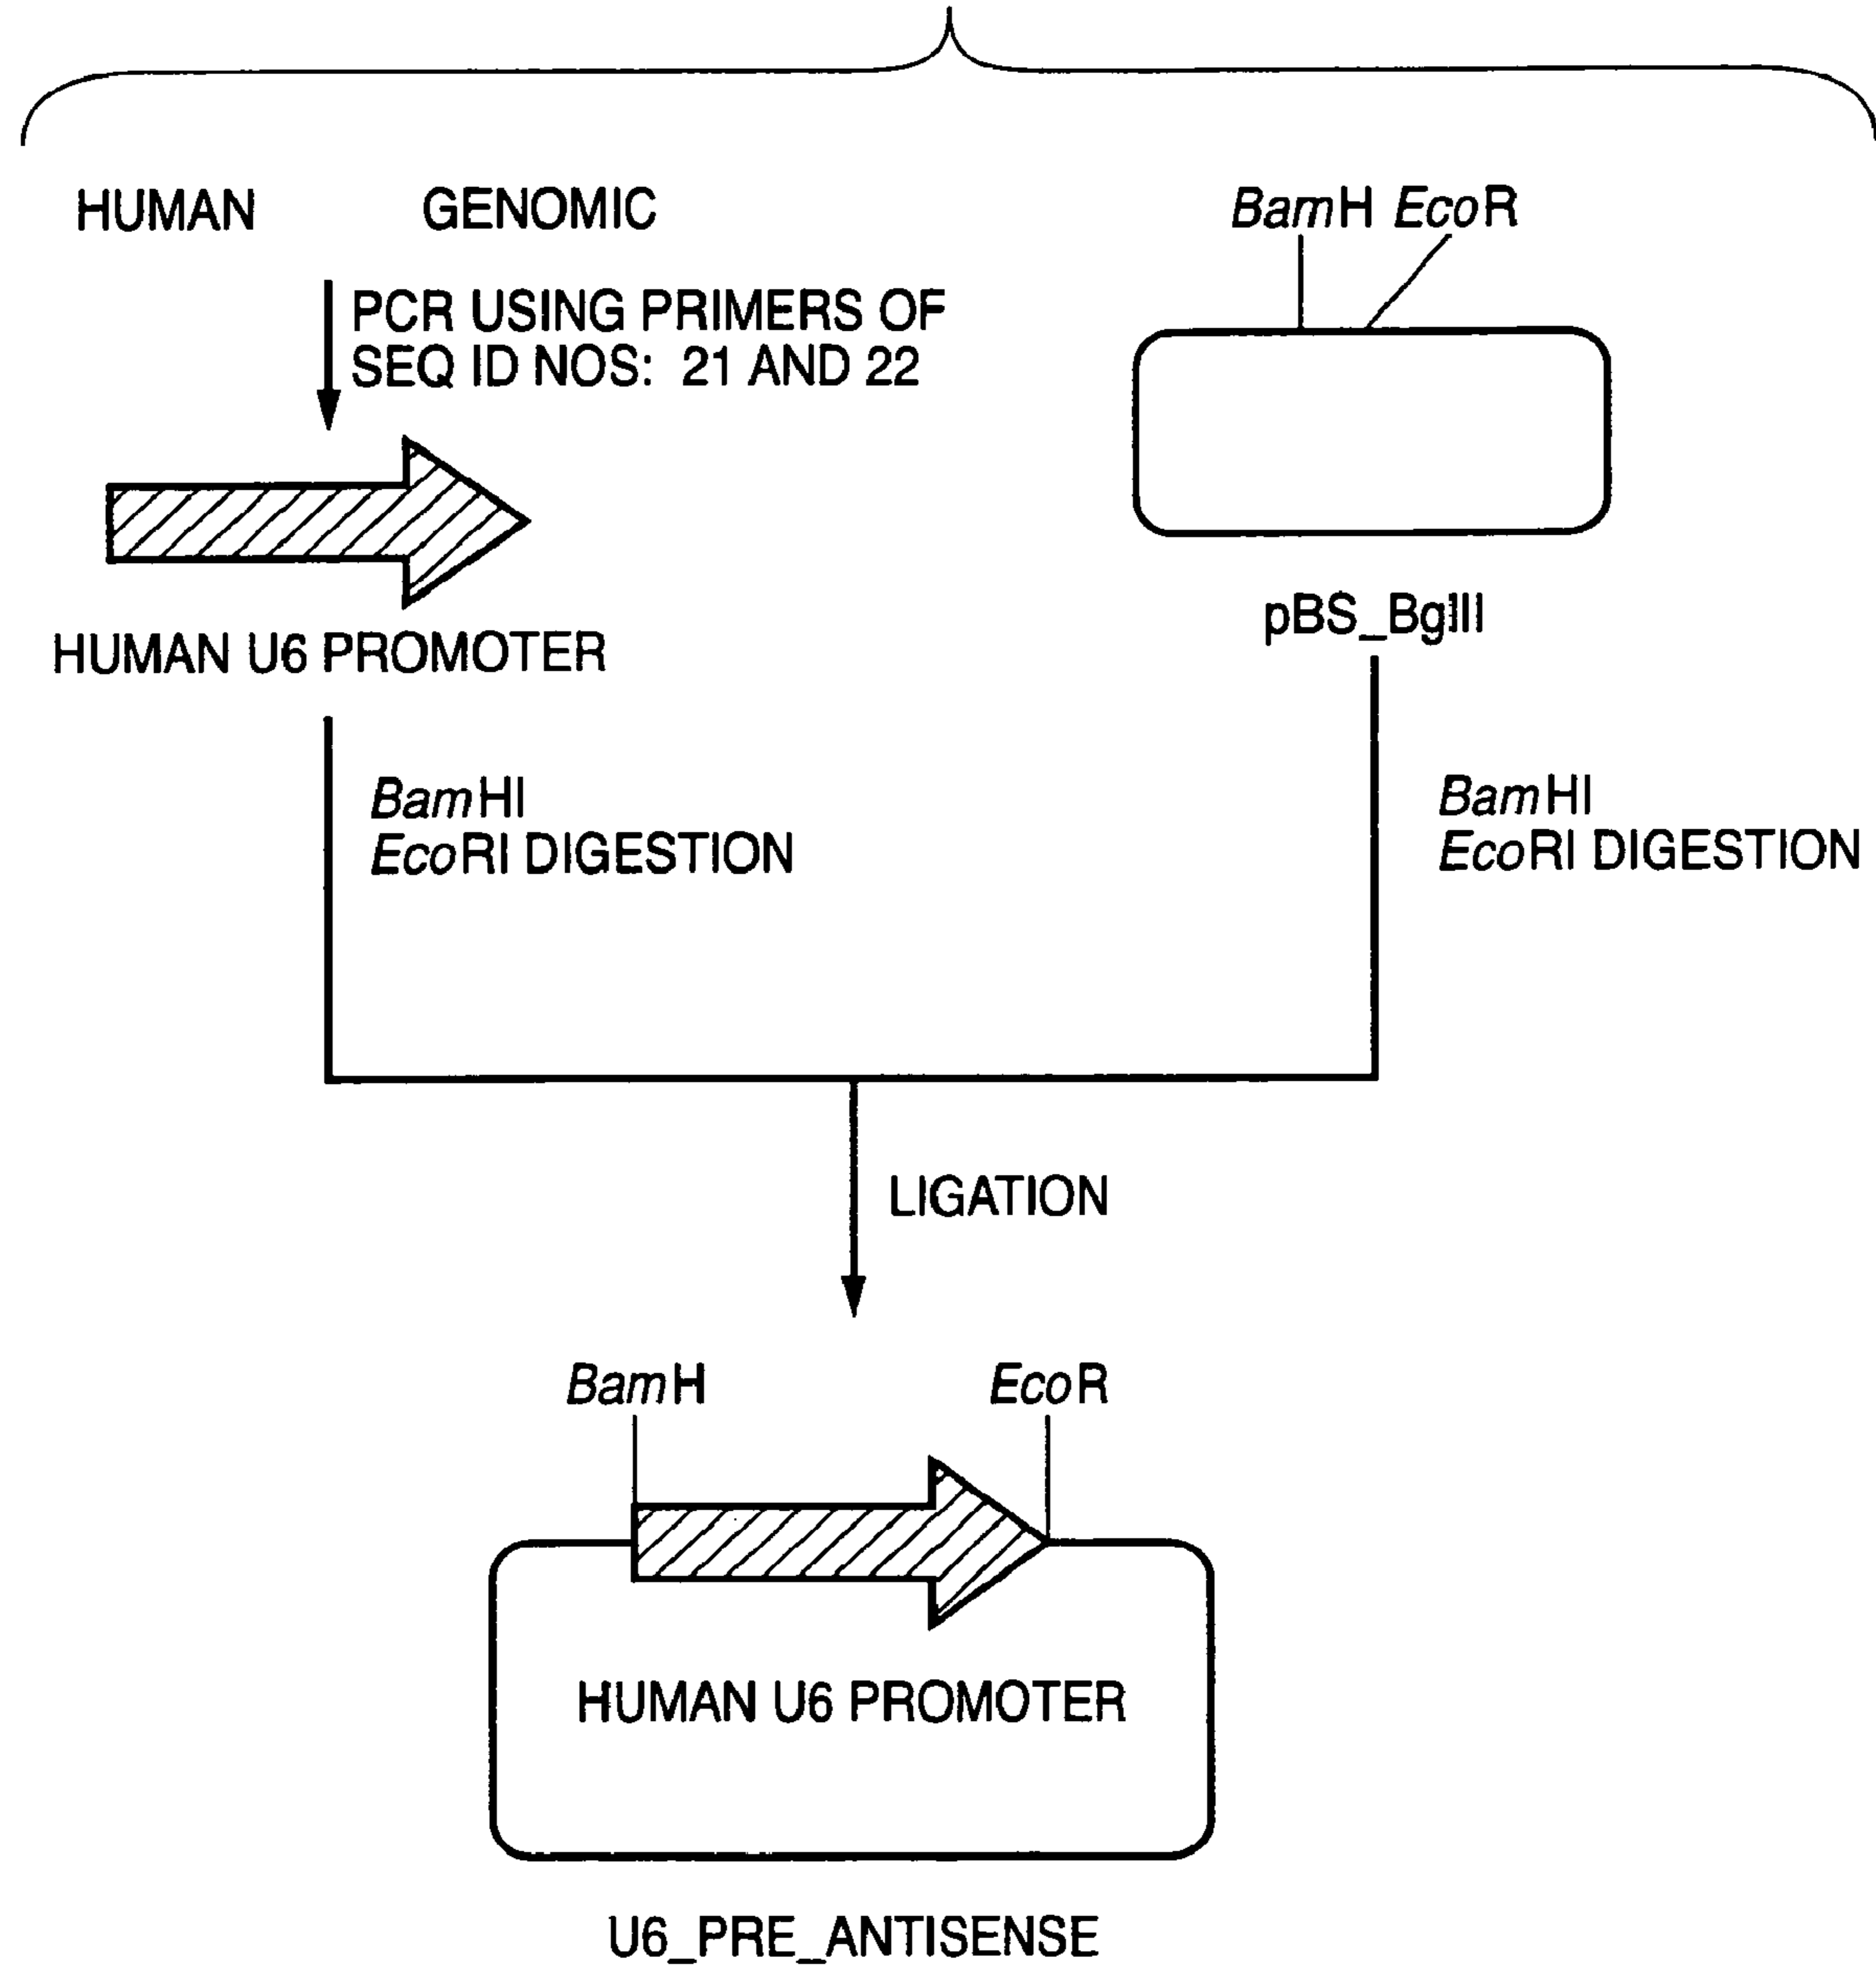 HUMAN GENOMIC
PCR USING PRIMERS OF
SEQ ID NOS: 21 AND 22
HUMAN U6 PROMOTER
BamH EcoR
pBS_BglII
BamHI
EcoRI DIGESTION
BamHI
EcoRI DIGESTION
LIGATION
BamH EcoR
HUMAN U6 PROMOTER
U6_PRE_ANTISENSE